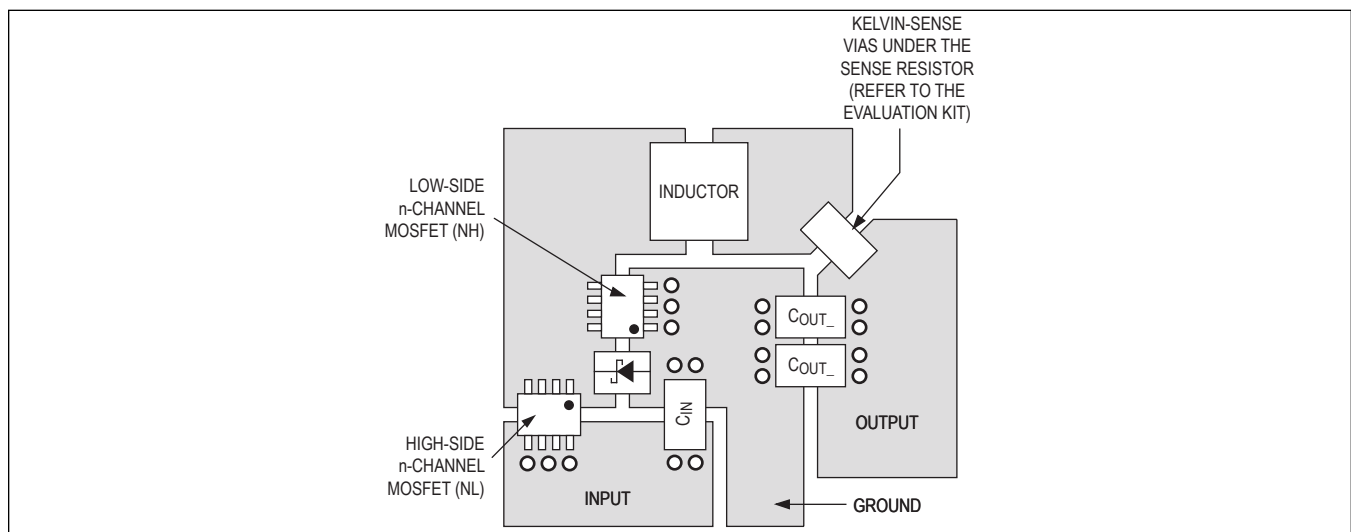 KELVIN-SENSE
VIAS UNDER THE
SENSE RESISTOR
(REFER TO THE
EVALUATION KIT)
INDUCTOR
LOW-SIDE
n-CHANNEL
MOSFET (NH)
COUT_
COUT_
CIN
HIGH-SIDE
n-CHANNEL
MOSFET (NL)
INPUT
OUTPUT
GROUND